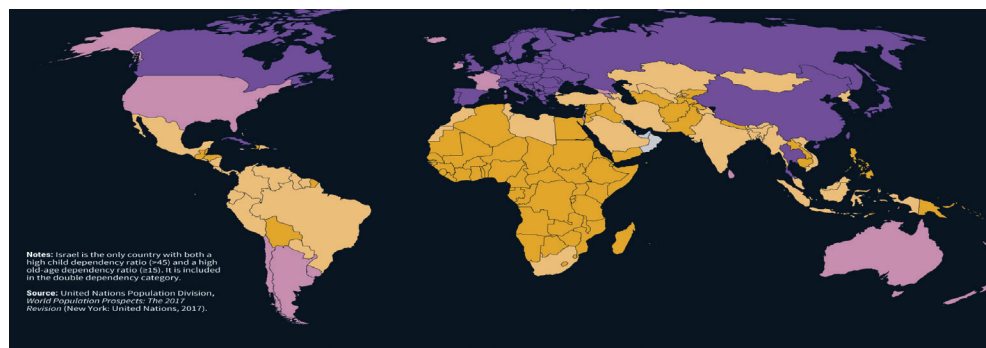 Notes: Israel is the only country with both a
high child dependency ratio (>45) and a high
old-age dependency ratio (≥15). It is included
in the double dependency category.
Source: United Nations Population Division,
World Population Prospects: The 2017
Revision (New York: United Nations, 2017).